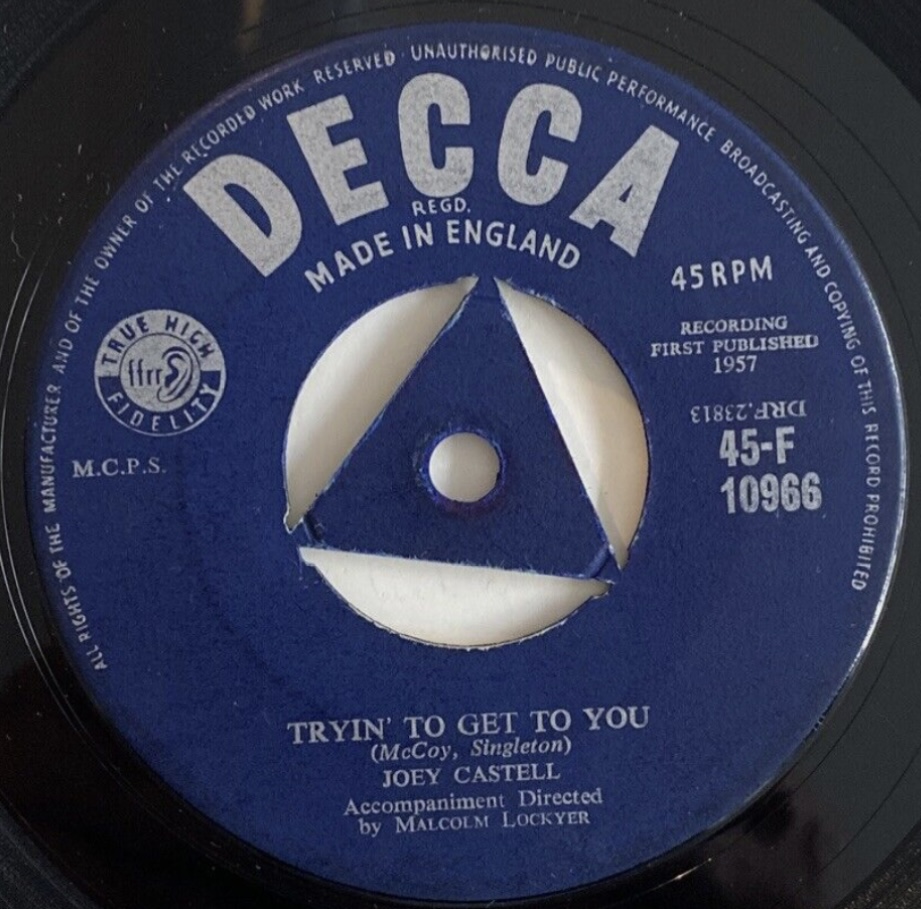 ALL RIGHTS OF THE MANUFACTURER AND OF THE OWNER OF THE RECORDED WORK RESERVED · UNAUTHORISED PUBLIC PERFORMANCE BROADCASTING AND COPYING OF THIS RECORD PROHIBITED
DECCA
REGD.
MADE IN ENGLAND
45 RPM
TRUE HIGH
ffrr
FIDELITY
RECORDING
FIRST PUBLISHED
1957
DRF.23813
45-F
10966
M.C.P.S.
TRYIN' TO GET TO YOU
(McCoy, Singleton)
JOEY CASTELL
Accompaniment Directed
by MALCOLM LOCKYER